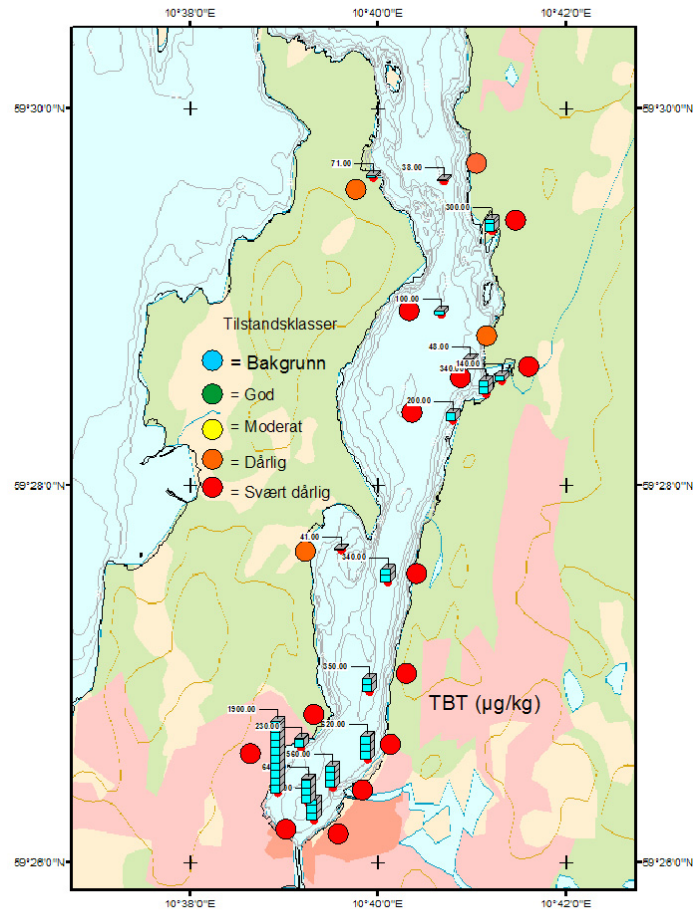 10°38'0"E
10°40'0"E
10°42'0"E
59°30'0"N
59°30'0"N
71.00
38.00
300.00
100.00
Tilstandsklasser
48.00
140.00
340.00
= Bakgrunn
= God
200.00
= Moderat
= Dårlig
59°28'0"N
59°28'0"N
= Svært dårlig
41.00
340.00
350.00
TBT (µg/kg)
1900.00
230.00
620.00
560.00
59°26'0"N
59°26'0"N
10°38'0"E
10°40'0"E
10°42'0"E